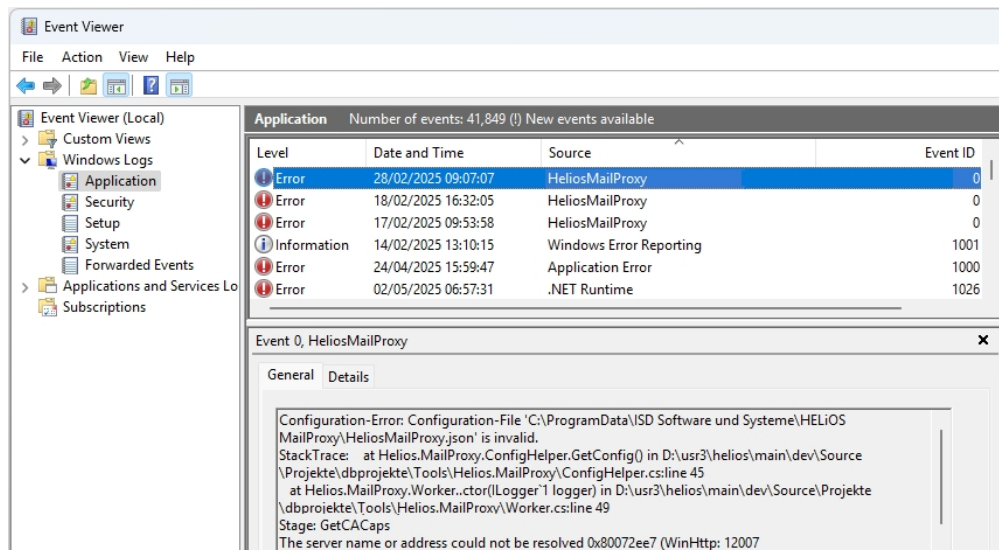 Event Viewer
File Action View Help
Event Viewer (Local)
Custom Views
Windows Logs
Application
Security
Setup
System
Forwarded Events
Applications and Services Lo
Subscriptions
Application Number of events: 41,849 (!) New events available
Level Date and Time Source Event ID
Error 28/02/2025 09:07:07 HeliosMailProxy 0
Error 18/02/2025 16:32:05 HeliosMailProxy 0
Error 17/02/2025 09:53:58 HeliosMailProxy 0
Information 14/02/2025 13:10:15 Windows Error Reporting 1001
Error 24/04/2025 15:59:47 Application Error 1000
Error 02/05/2025 06:57:31 .NET Runtime 1026
Event 0, HeliosMailProxy
General Details
Configuration-Error: Configuration-File 'C:\ProgramData\ISD Software und Systeme\HELiOS
MailProxy\HeliosMailProxy.json' is invalid.
StackTrace: at Helios.MailProxy.ConfigHelper.GetConfig() in D:\usr3\helios\main\dev\Source
\Projekte\dbprojekte\Tools\Helios.MailProxy\ConfigHelper.cs:line 45
at Helios.MailProxy.Worker..ctor(ILogger`1 logger) in D:\usr3\helios\main\dev\Source\Projekte
\dbprojekte\Tools\Helios.MailProxy\Worker.cs:line 49
Stage: GetCACaps
The server name or address could not be resolved 0x80072ee7 (WinHttp: 12007